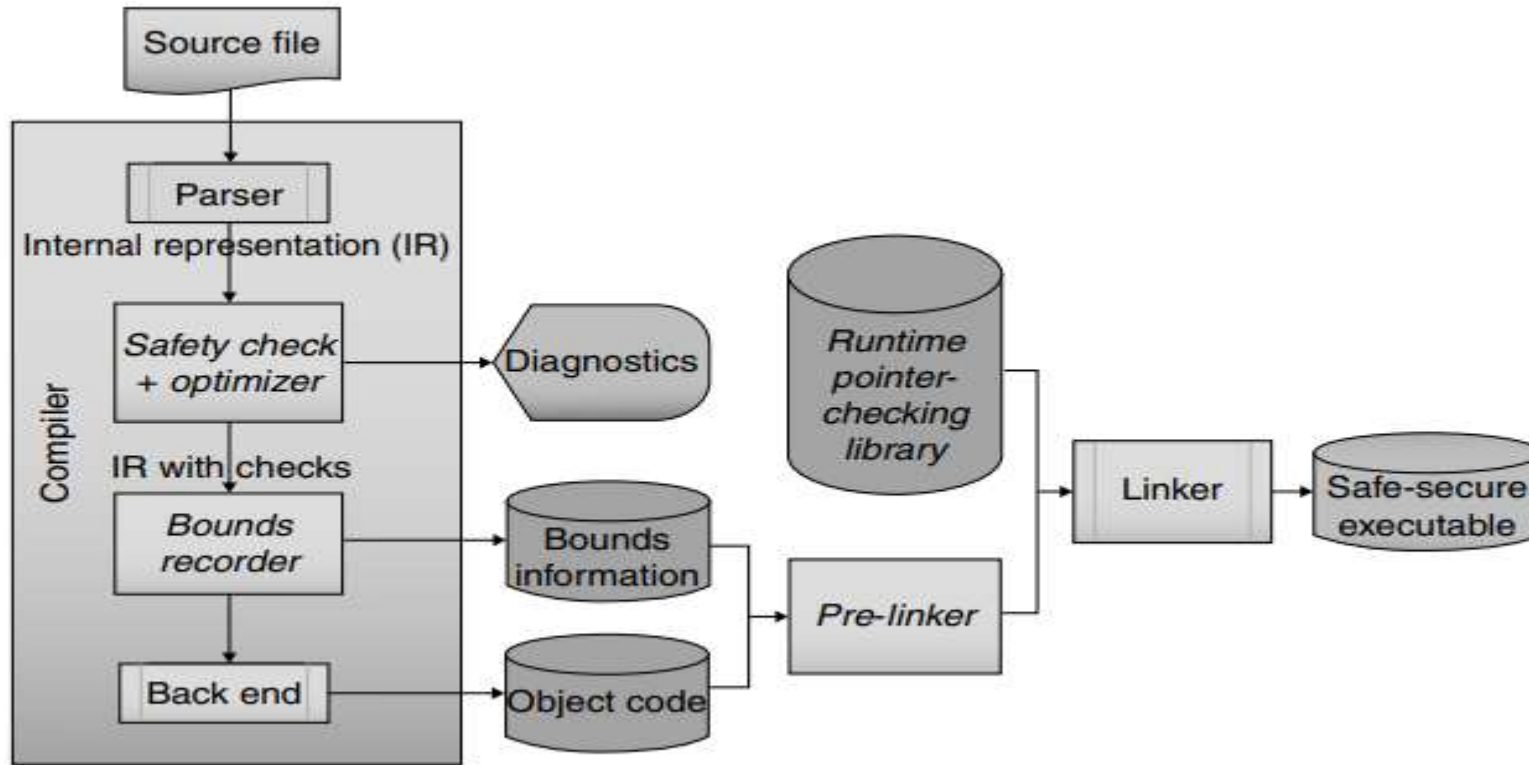 Source file
Parser
Internal representation (IR)
Safety check
+ optimizer
Diagnostics
Compiler
IR with checks
Bounds
recorder
Bounds
information
Back end
Object code
Runtime
pointer-
checking
library
Pre-linker
Linker
Safe-secure
executable